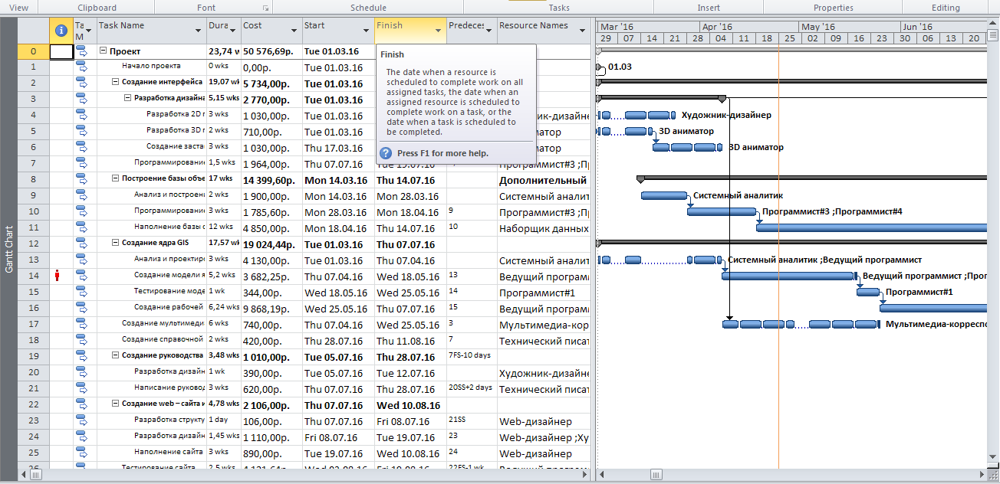 View Clipboard Font Schedule Tasks Insert Properties Editing
Ta M Task Name Dura Cost Start Finish Predeces Resource Names Mar '16 Apr '16 May '16 Jun '16
29 07 14 21 28 04 11 18 25 02 09 16 23 30 06 13 20
Gantt Chart
0 Проект 23,74 w 50 576,69р. Tue 01.03.16
1 Начало проекта 0 wks 0,00р. Tue 01.03.16 01.03
2 Создание интерфейса 19,07 wk 5 734,00р. Tue 01.03.16
3 Разработка дизайна 5,15 wks 2 770,00р. Tue 01.03.16
4 Разработка 2D 3 wks 1 030,00р. Tue 01.03.16 ик-дизайне Художник-дизайнер
5 Разработка 3D 2 wks 710,00р. Tue 01.03.16 матор 3D аниматор
6 Создание заста 3 wks 1 030,00р. Thu 17.03.16 матор 3D аниматор
7 Программирование 1,5 wks 1 964,00р. Thu 07.07.16 Tue 19.07.16 Программист#3 ;П
Finish
The date when a resource is
scheduled to complete work on all
assigned tasks, the date when an
assigned resource is scheduled to
complete work on a task, or the
date when a task is scheduled to
be completed.
Press F1 for more help.
8 Построение базы объе 17 wks 14 399,60р. Mon 14.03.16 Thu 14.07.16 Дополнительный
9 Анализ и построен 2 wks 1 900,00р. Mon 14.03.16 Mon 28.03.16 Системный аналит Системный аналитик
10 Программирование 3 wks 1 785,60р. Mon 28.03.16 Mon 18.04.16 9 Программист#3 ;П Программист#3 ;Программист#4
11 Наполнение базы 12 wks 4 850,00р. Mon 18.04.16 Thu 14.07.16 10 Наборщик данных
12 Создание ядра GIS 17,57 wk 19 024,44р. Tue 01.03.16 Thu 07.07.16
13 Анализ и проектир 3 wks 4 130,00р. Tue 01.03.16 Thu 07.04.16 Системный аналит Системный аналитик ;Ведущий программист
14 Создание модели 5,2 wks 3 682,25р. Thu 07.04.16 Wed 18.05.16 13 Ведущий програм Ведущий программист ;Прог
15 Тестирование моде 1 wk 344,00р. Wed 18.05.16 Wed 25.05.16 14 Программист#1 Программист#1
16 Создание рабочей 6,24 wks 9 868,19р. Wed 25.05.16 Thu 07.07.16 15 Ведущий програм
17 Создание мультимеди 6 wks 740,00р. Thu 07.04.16 Wed 25.05.16 3 Мультимедиа-кор Мультимедиа-корреспо
18 Создание справочной 2 wks 420,00р. Thu 28.07.16 Thu 11.08.16 7 Технический писат
19 Создание руководства 3,48 wks 1 010,00р. Tue 05.07.16 Thu 28.07.16 7FS-10 days
20 Разработка дизайн 1 wk 390,00р. Tue 05.07.16 Tue 12.07.16 Художник-дизайне
21 Написание руковод 3 wks 620,00р. Thu 07.07.16 Thu 28.07.16 20SS+2 days Технический писат
22 Создание web – сайта и 4,78 wks 2 106,00р. Thu 07.07.16 Wed 10.08.16
23 Разработка структу 1 day 106,00р. Thu 07.07.16 Fri 08.07.16 21SS Web-дизайнер
24 Разработка дизайн 1,45 wks 1 110,00р. Fri 08.07.16 Tue 19.07.16 23 Web-дизайнер ;Ху
25 Наполнение сайта 3 wks 890,00р. Tue 19.07.16 Wed 10.08.16 24 Web-дизайнер
26 Тестирование сайта 2,5 wks